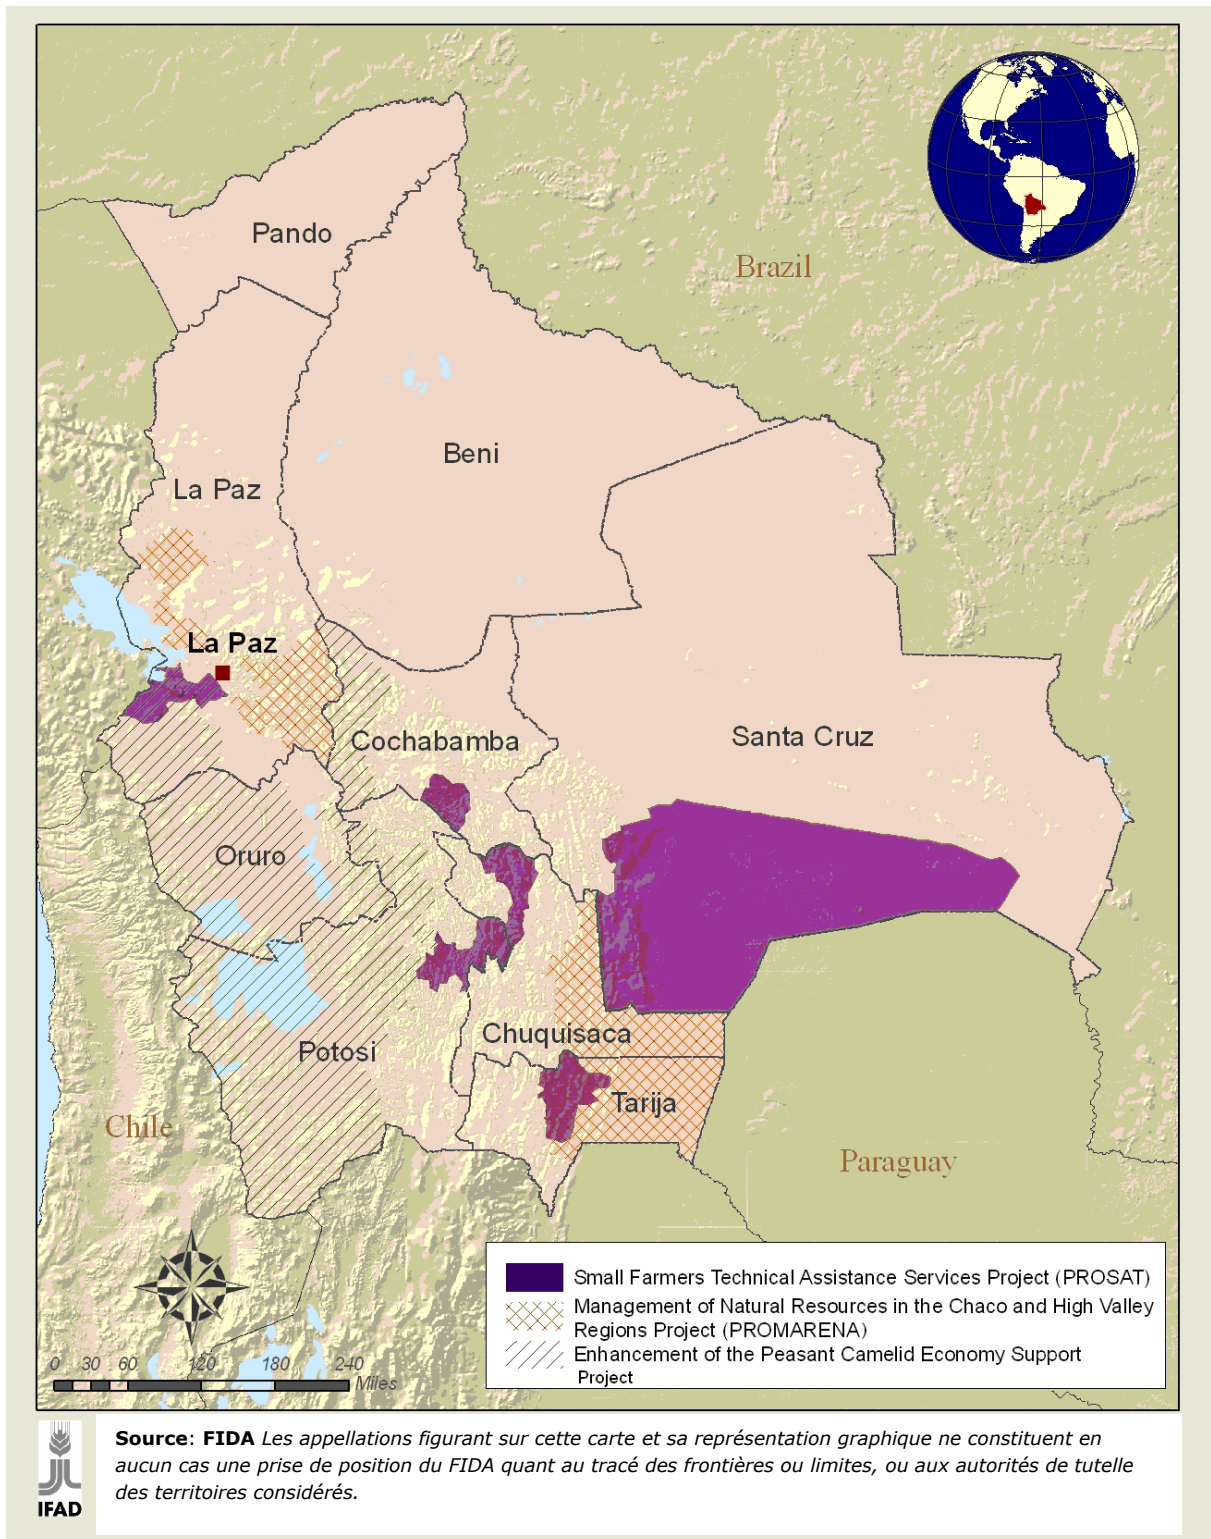 Pando
Brazil
Beni
La Paz
La Paz
Santa Cruz
Cochabamba
Oruro
Chuquisaca
Potosi
Tarija
Chile
Paraguay
Small Farmers Technical Assistance Services Project (PROSAT)
Management of Natural Resources in the Chaco and High Valley
Regions Project (PROMARENA)
Enhancement of the Peasant Camelid Economy Support
Project
0 30 60 120 180 240
Miles
Source: FIDA Les appellations figurant sur cette carte et sa représentation graphique ne constituent en
aucun cas une prise de position du FIDA quant au tracé des frontières ou limites, ou aux autorités de tutelle
des territoires considérés.
IFAD